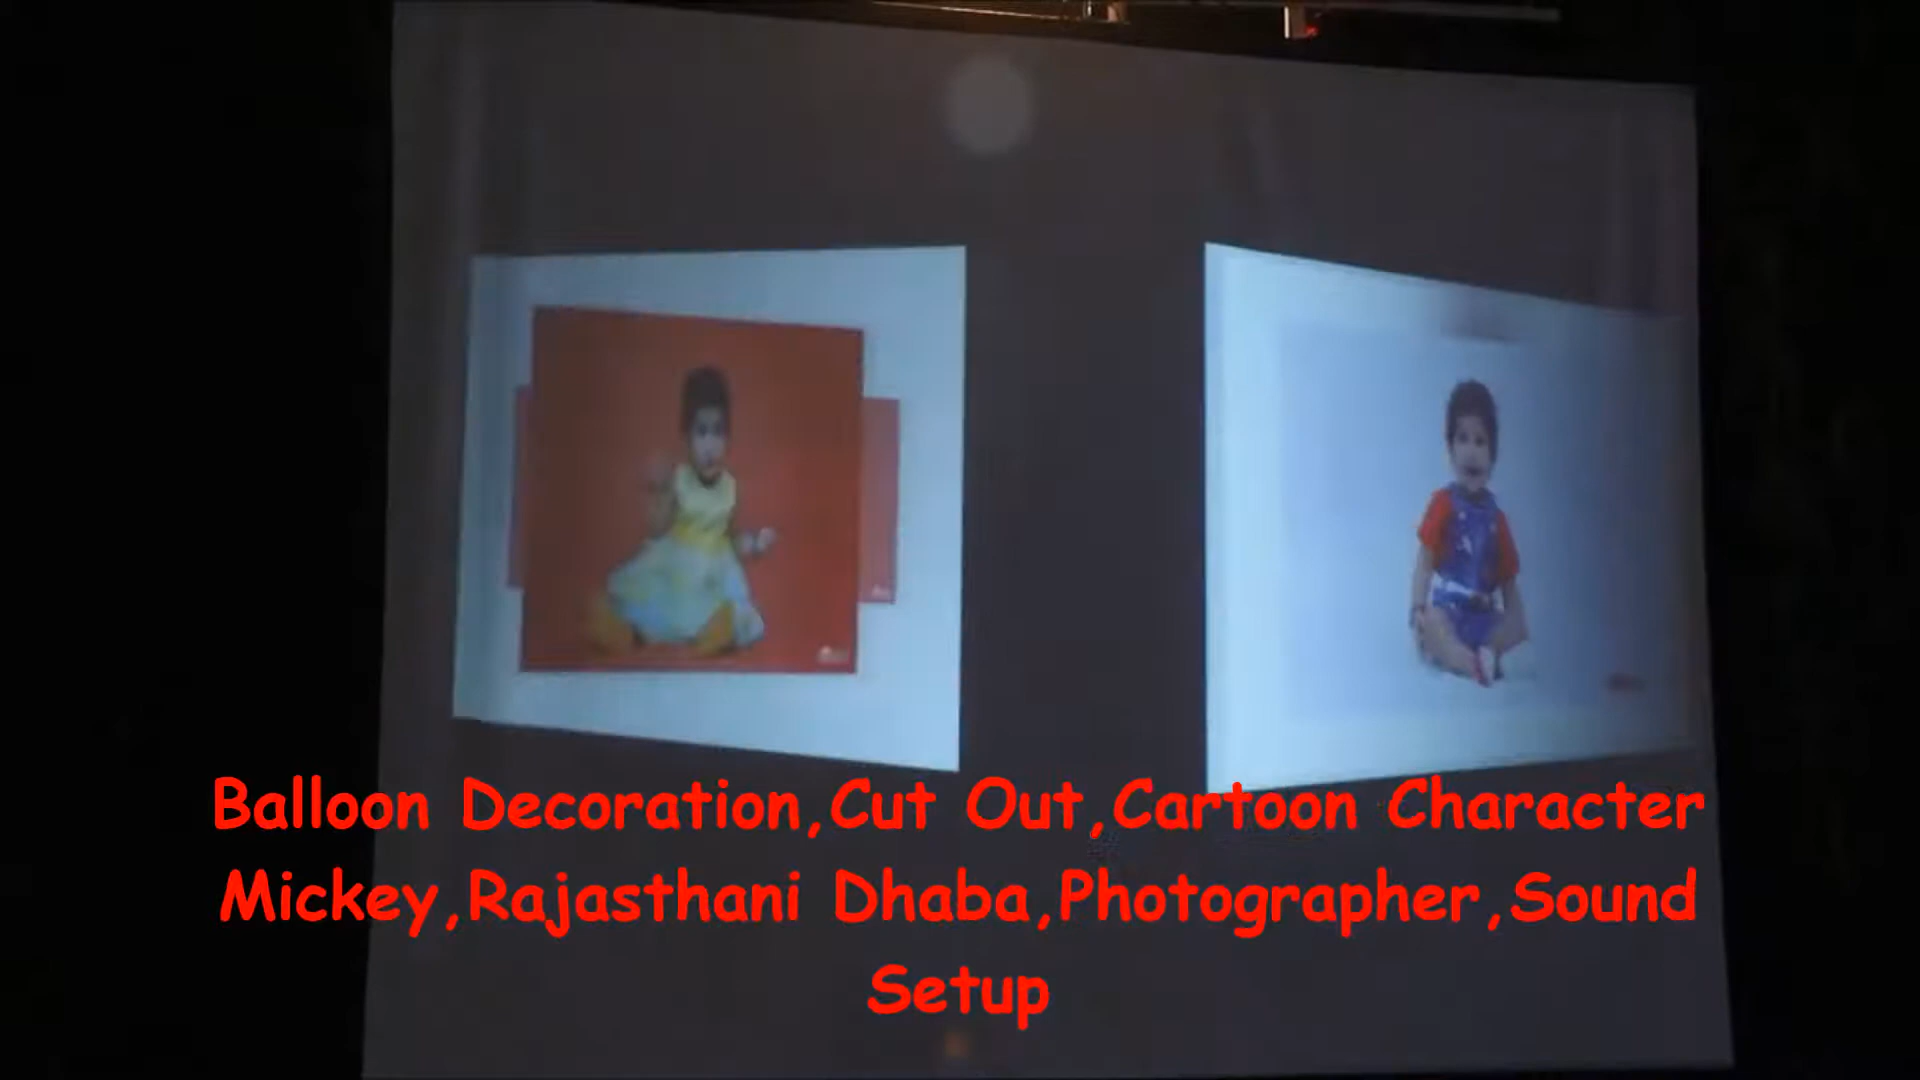 Balloon Decoration,Cut Out,Cartoon Character
Mickey,Rajasthani Dhaba,Photographer,Sound
Setup